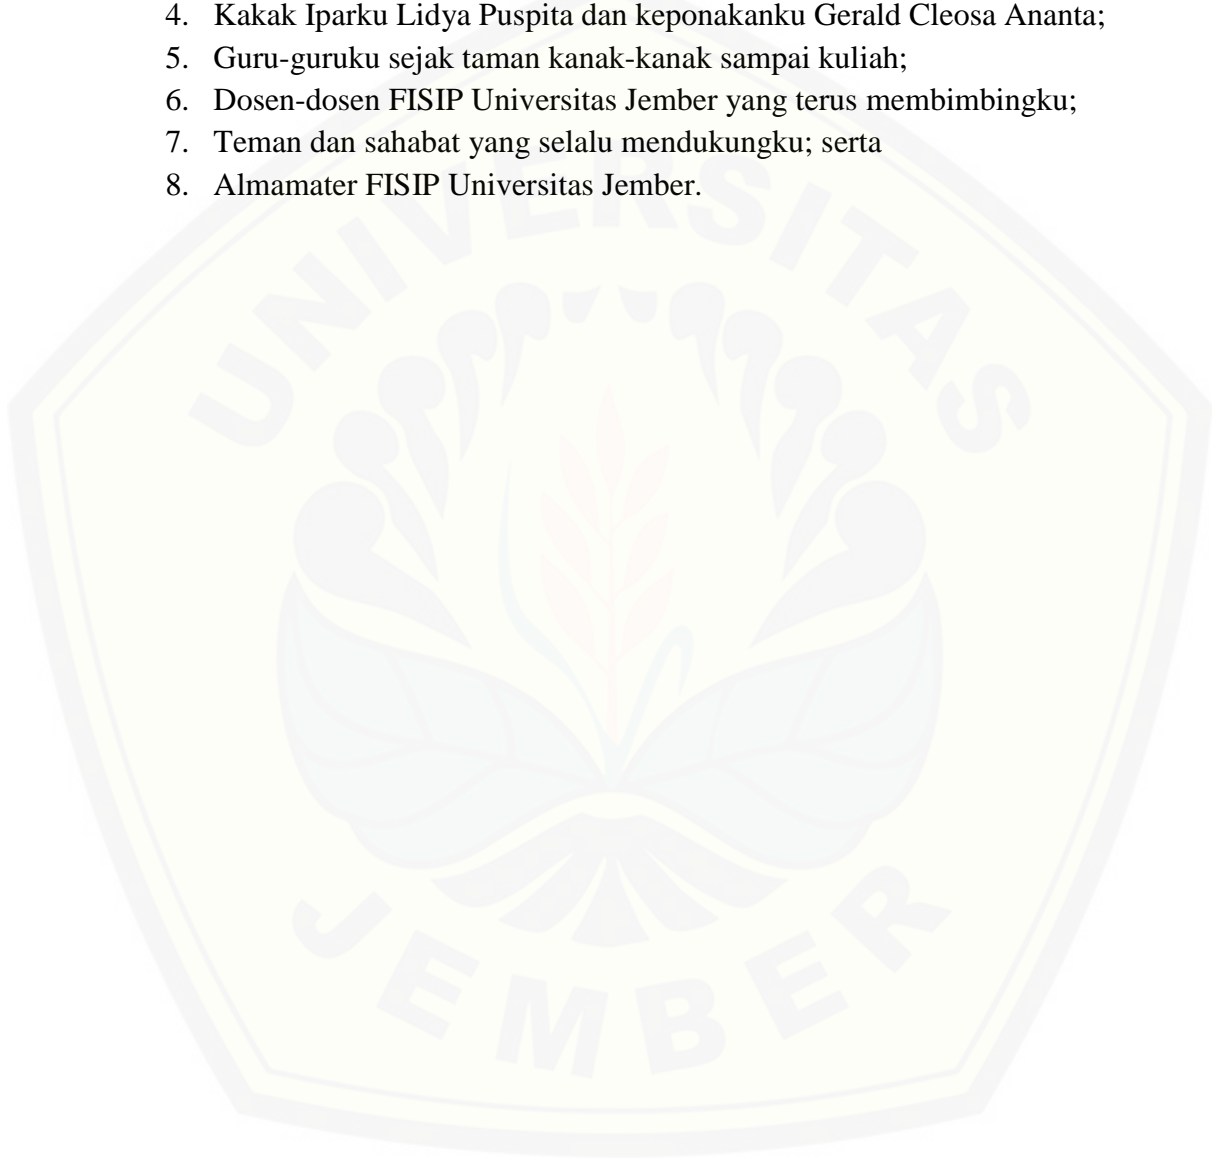 4. Kakak Iparku Lidya Puspita dan keponakanku Gerald Cleosa Ananta;
5. Guru-guruku sejak taman kanak-kanak sampai kuliah;
6. Dosen-dosen FISIP Universitas Jember yang terus membimbingku;
7. Teman dan sahabat yang selalu mendukungku; serta
8. Almamater FISIP Universitas Jember.
UNIVERSITAS
JEMBER